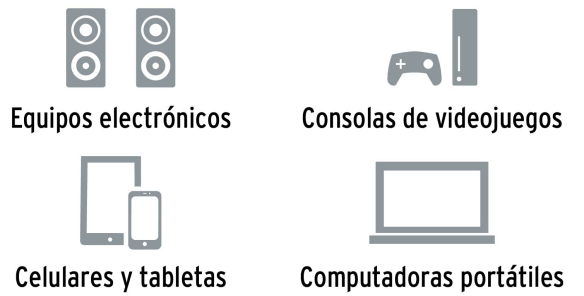 Equipos electrónicos
Consolas de videojuegos
Celulares y tabletas
Computadoras portátiles